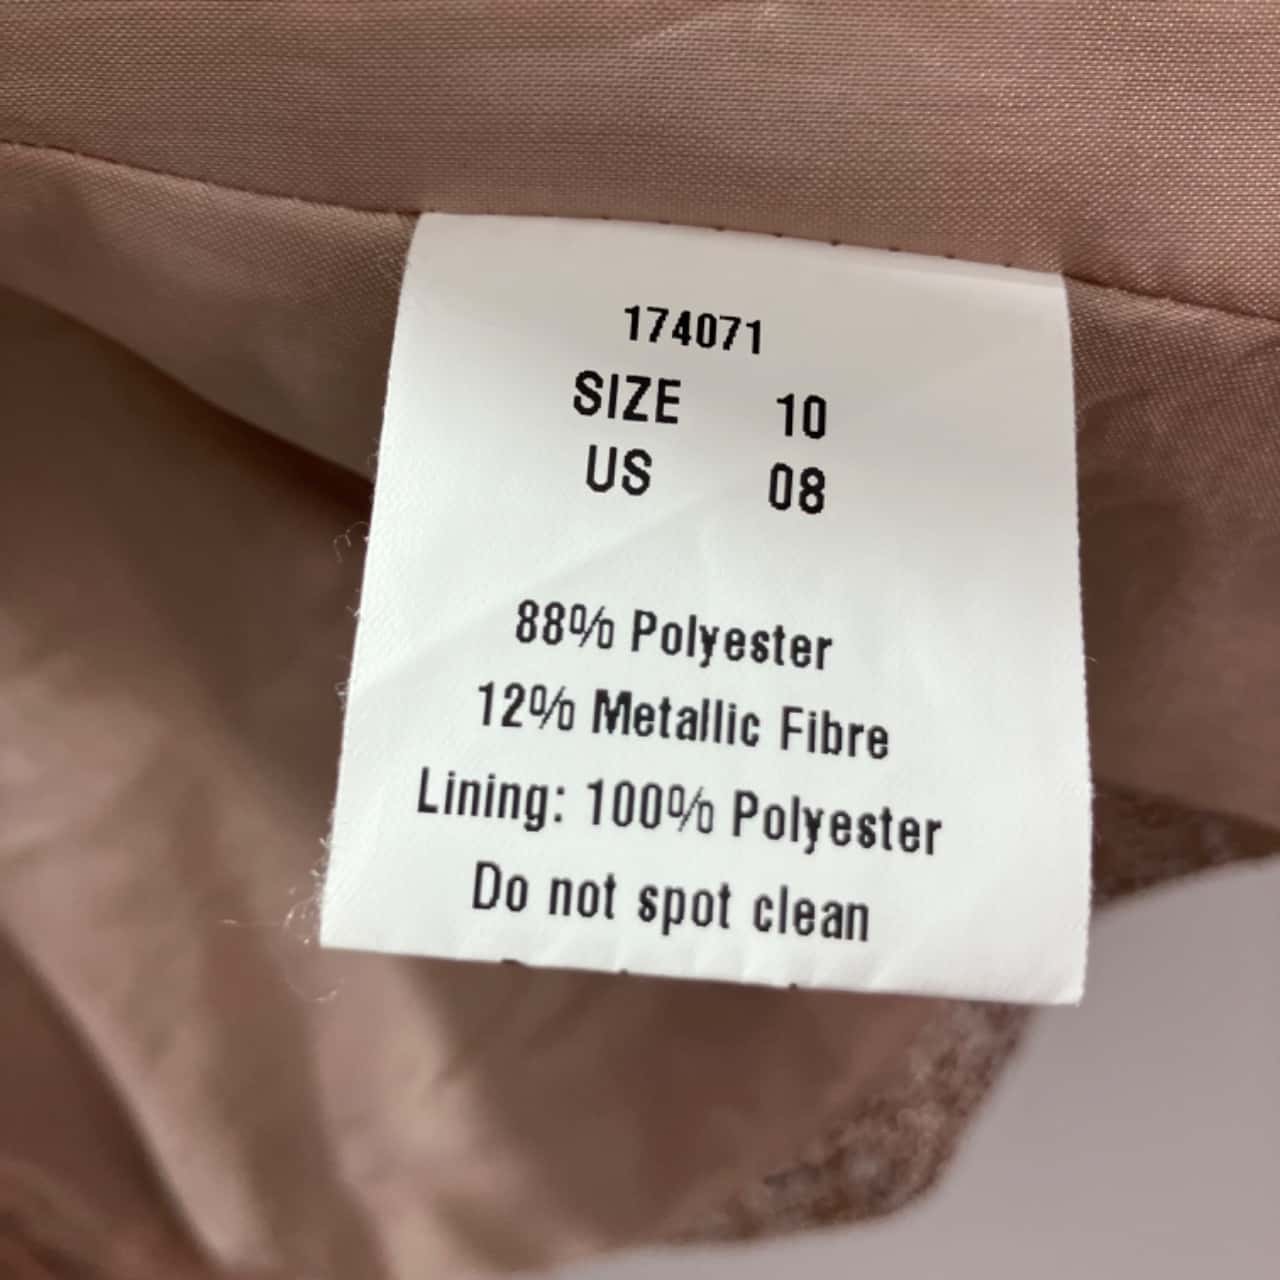 174071
SIZE 10
US 08
88% Polyester
12% Metallic Fibre
Lining: 100% Polyester
Do not spot clean